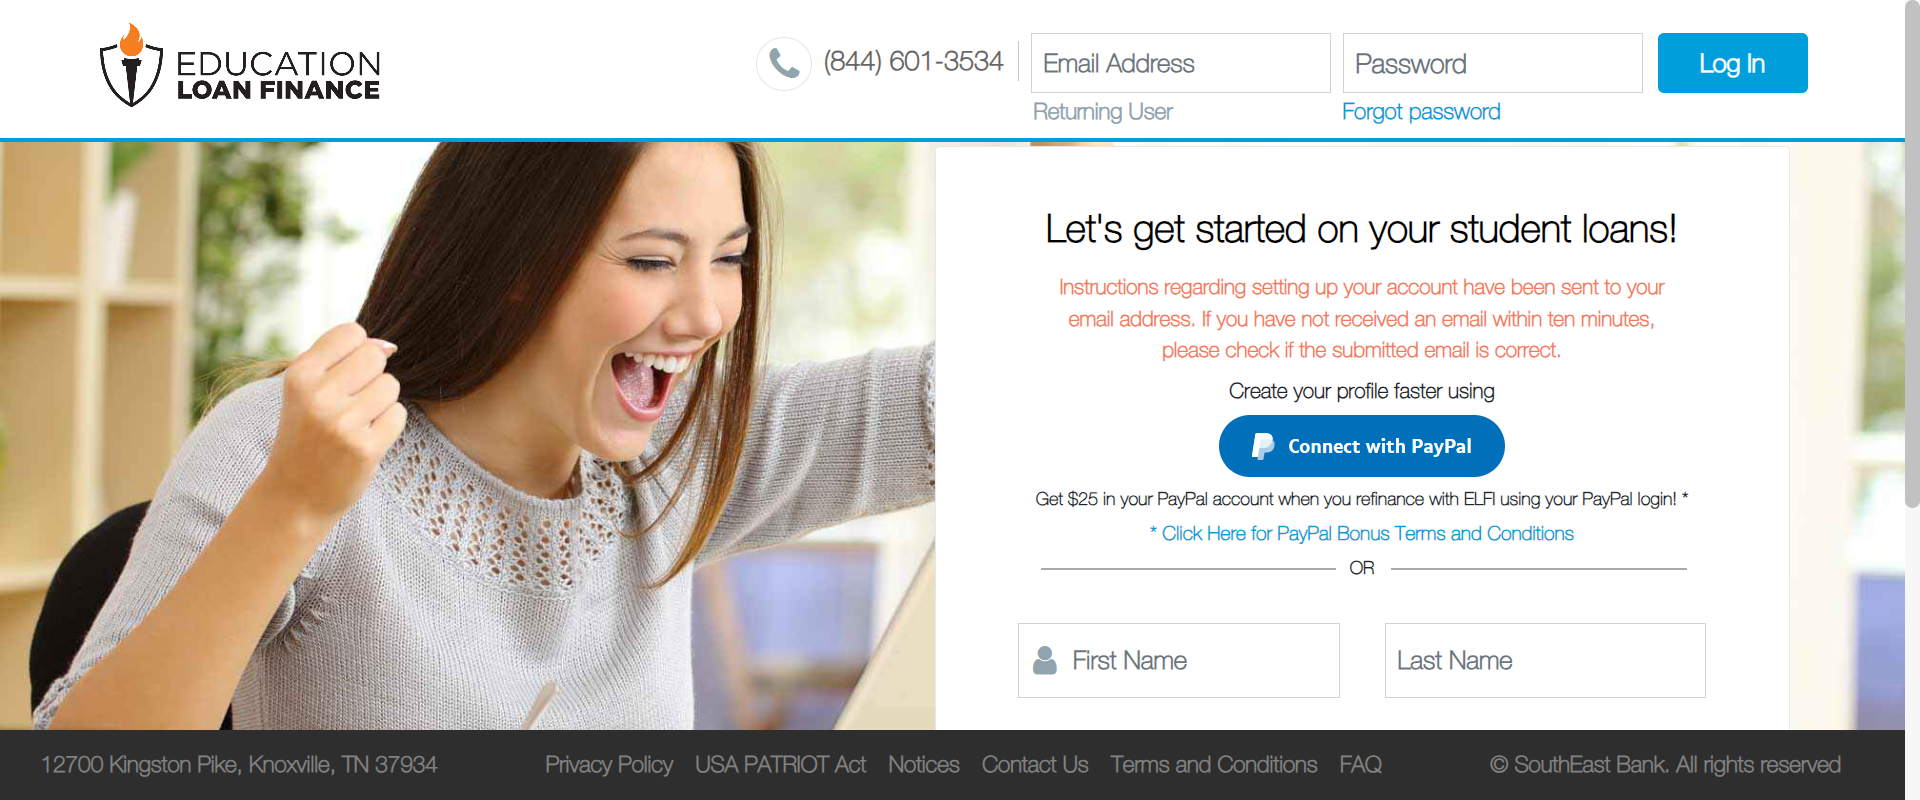 EDUCATION
LOAN FINANCE
(844) 601-3534
Email Address
Password
Log In
Returning User
Forgot password
Let's get started on your student loans!
Instructions regarding setting up your account have been sent to your
email address. If you have not received an email within ten minutes,
please check if the submitted email is correct.
Create your profile faster using
Connect with PayPal
Get $25 in your PayPal account when you refinance with ELFI using your PayPal login! *
* Click Here for PayPal Bonus Terms and Conditions
OR
First Name
Last Name
12700 Kingston Pike, Knoxville, TN 37934
Privacy Policy
USA PATRIOT Act
Notices
Contact Us
Terms and Conditions
FAQ
© SouthEast Bank. All rights reserved